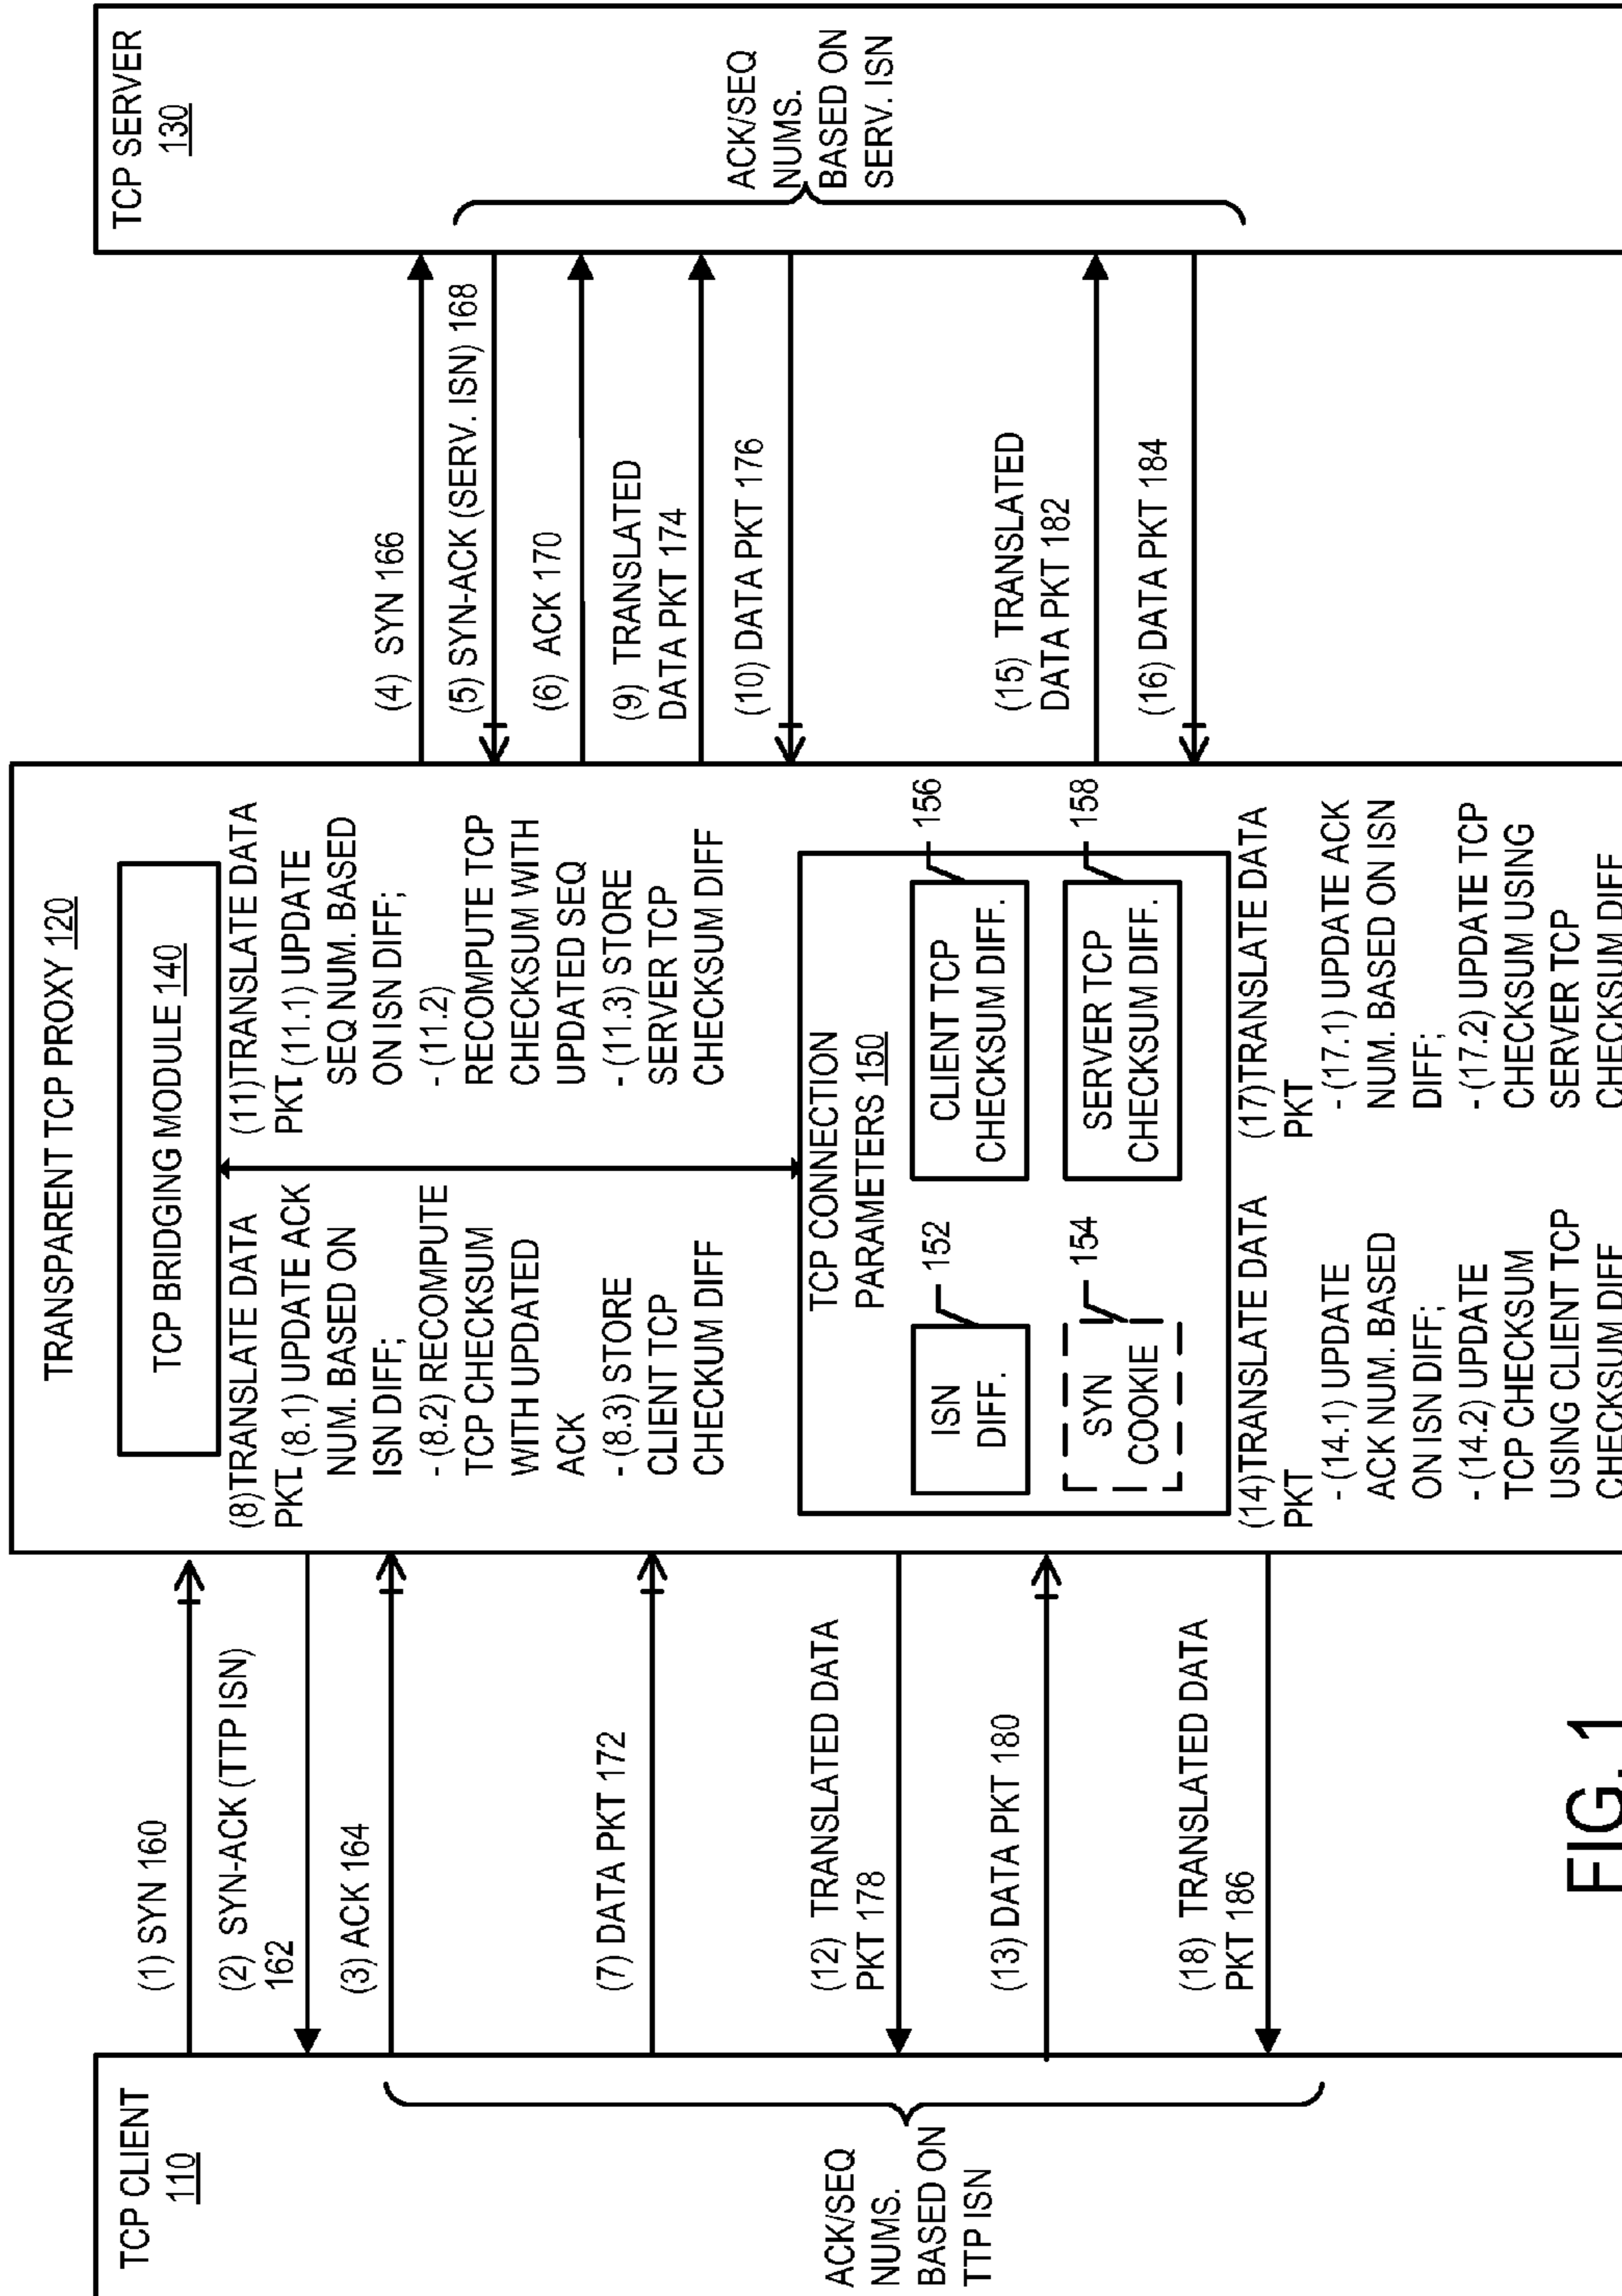 TCP CLIENT
110
ACK/SEQ
NUMS.
BASED ON
TTP ISN
(1) SYN 160
(2) SYN-ACK (TTP ISN)
162
(3) ACK 164
(7) DATA PKT 172
(12) TRANSLATED DATA
PKT 178
(13) DATA PKT 180
(18) TRANSLATED DATA
PKT 186
TRANSPARENT TCP PROXY 120
TCP BRIDGING MODULE 140
(8)TRANSLATE DATA
PKT
- (8.1) UPDATE ACK
NUM. BASED ON
ISN DIFF;
- (8.2) RECOMPUTE
TCP CHECKSUM
WITH UPDATED
ACK
- (8.3) STORE
CLIENT TCP
CHECKUM DIFF
(11)TRANSLATE DATA
PKT
- (11.1) UPDATE
SEQ NUM. BASED
ON ISN DIFF;
- (11.2)
RECOMPUTE TCP
CHECKSUM WITH
UPDATED SEQ
- (11.3) STORE
SERVER TCP
CHECKSUM DIFF
TCP CONNECTION
PARAMETERS 150
ISN
DIFF.
152
SYN
COOKIE
154
CLIENT TCP
CHECKSUM DIFF.
156
SERVER TCP
CHECKSUM DIFF.
158
(14)TRANSLATE DATA
PKT
- (14.1) UPDATE
ACK NUM. BASED
ON ISN DIFF;
- (14.2) UPDATE
TCP CHECKSUM
USING CLIENT TCP
CHECKSUM DIFF
(17)TRANSLATE DATA
PKT
- (17.1) UPDATE ACK
NUM. BASED ON ISN
DIFF;
- (17.2) UPDATE TCP
CHECKSUM USING
SERVER TCP
CHECKSUM DIFF
(4) SYN 166
(5) SYN-ACK (SERV. ISN) 168
(6) ACK 170
(9) TRANSLATED
DATA PKT 174
(10) DATA PKT 176
(15) TRANSLATED
DATA PKT 182
(16) DATA PKT 184
TCP SERVER
130
ACK/SEQ
NUMS.
BASED ON
SERV. ISN
FIG. 1